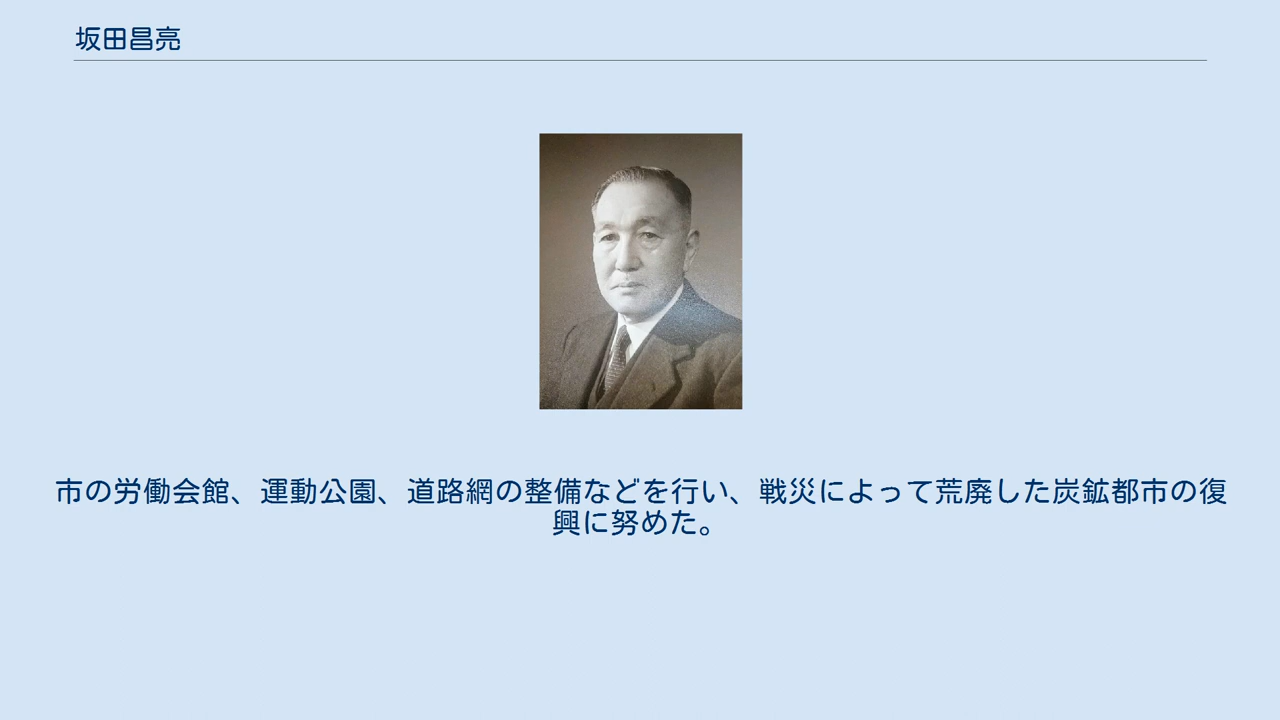 坂田昌亮
市の労働会館、運動公園、道路網の整備などを行い、戦災によって荒廃した炭鉱都市の復
興に努めた。